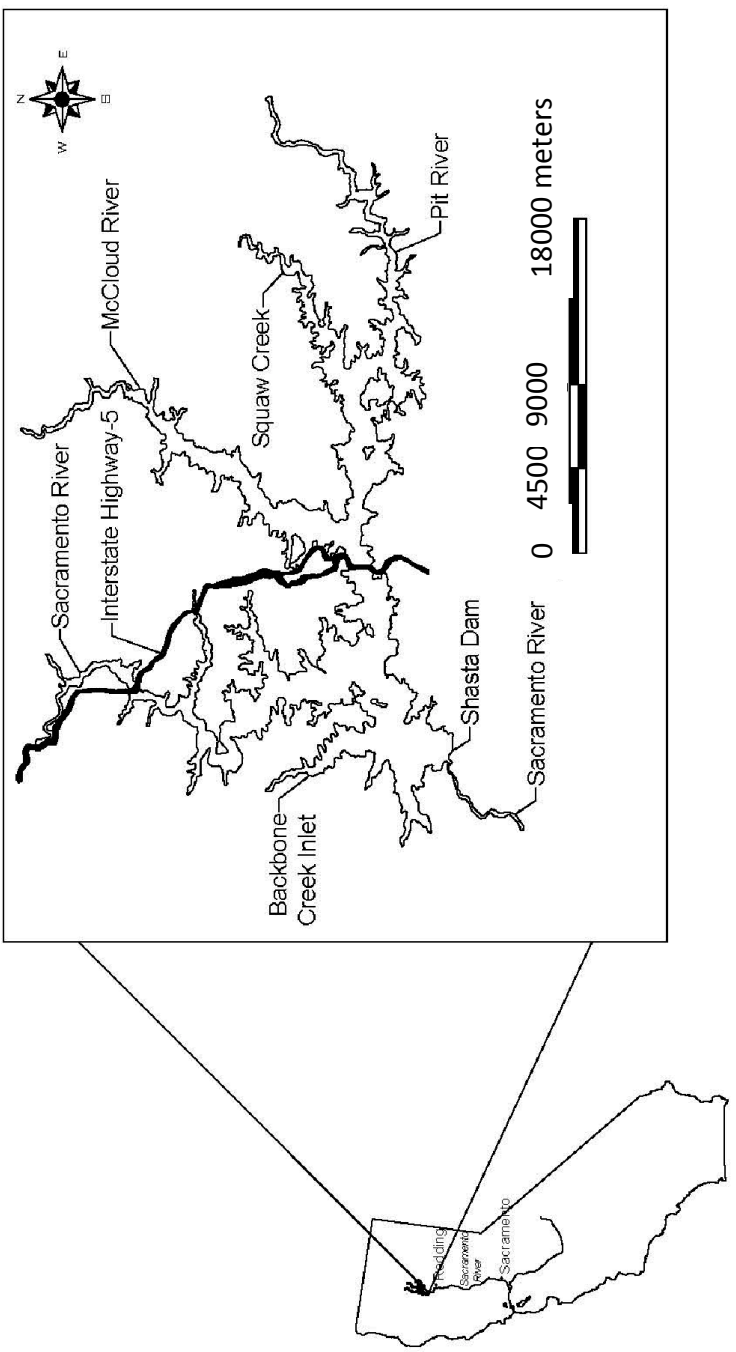 N
E
W
S
McCloud River
Sacramento River
Interstate Highway-5
Squaw Creek
Pit River
Backbone
Creek Inlet
Shasta Dam
Sacramento River
0 4500 9000 18000 meters
Redding
Sacramento
River
Sacramento